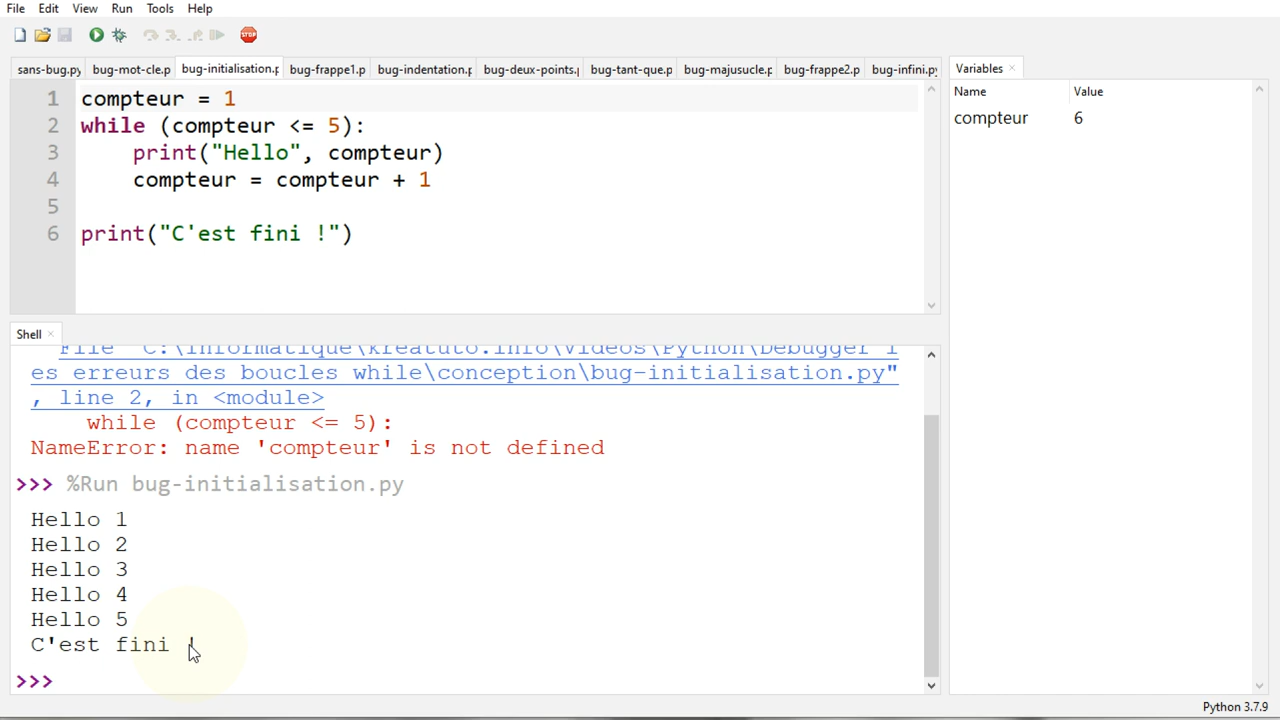 File Edit View Run Tools Help
STOP
sans-bug.py bug-mot-cle.p bug-initialisation.p bug-frappe1.p bug-indentation.p bug-deux-points.p bug-tant-que.p bug-majusucle.p bug-frappe2.p bug-infini.py
1 compteur = 1
2 while (compteur <= 5):
3 print("Hello", compteur)
4 compteur = compteur + 1
5
6 print("C'est fini !")
Variables
Name Value
compteur 6
Shell
File "C:\Informatique\kreatuto.info\Videos\Python\Debugger l
es erreurs des boucles while\conception\bug-initialisation.py"
, line 2, in <module>
while (compteur <= 5):
NameError: name 'compteur' is not defined
>>> %Run bug-initialisation.py
Hello 1
Hello 2
Hello 3
Hello 4
Hello 5
C'est fini !
>>>
Python 3.7.9